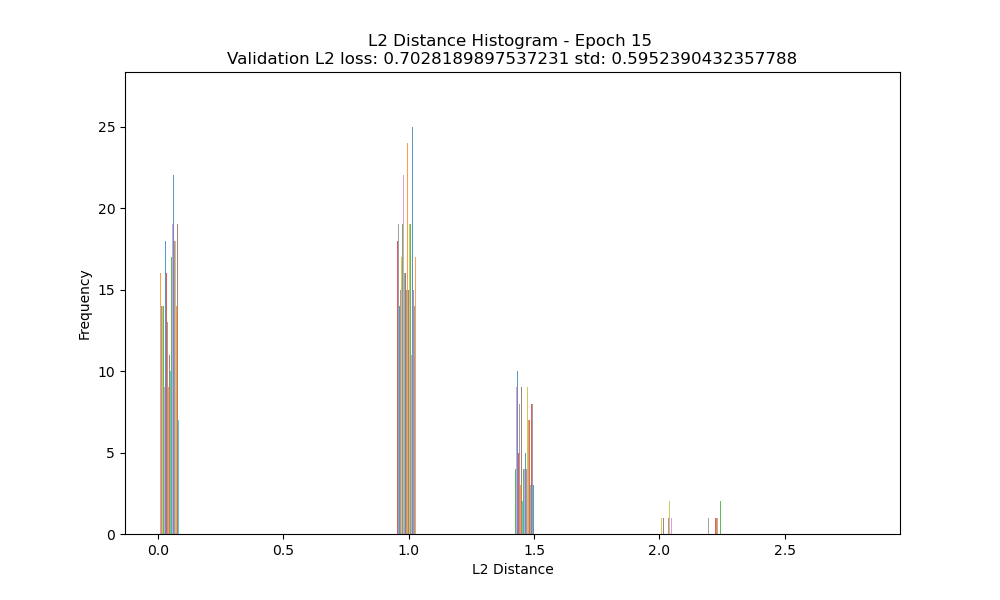 L2 Distance Histogram - Epoch 15
Validation L2 loss: 0.7028189897537231 std: 0.5952390432357788
Frequency
25
20
15
10
5
0
0.0 0.5 1.0 1.5 2.0 2.5
L2 Distance